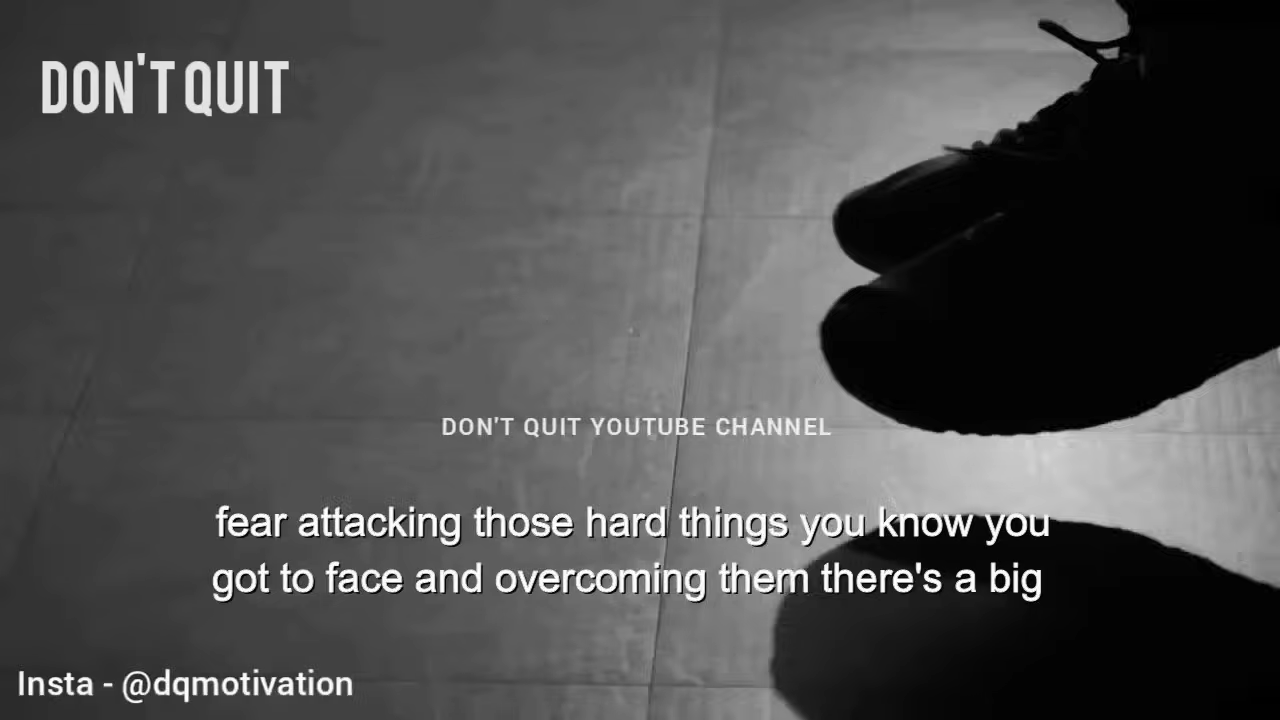 DON'T QUIT
DON'T QUIT YOUTUBE CHANNEL
fear attacking those hard things you know you
got to face and overcoming them there's a big
Insta - @dqmotivation